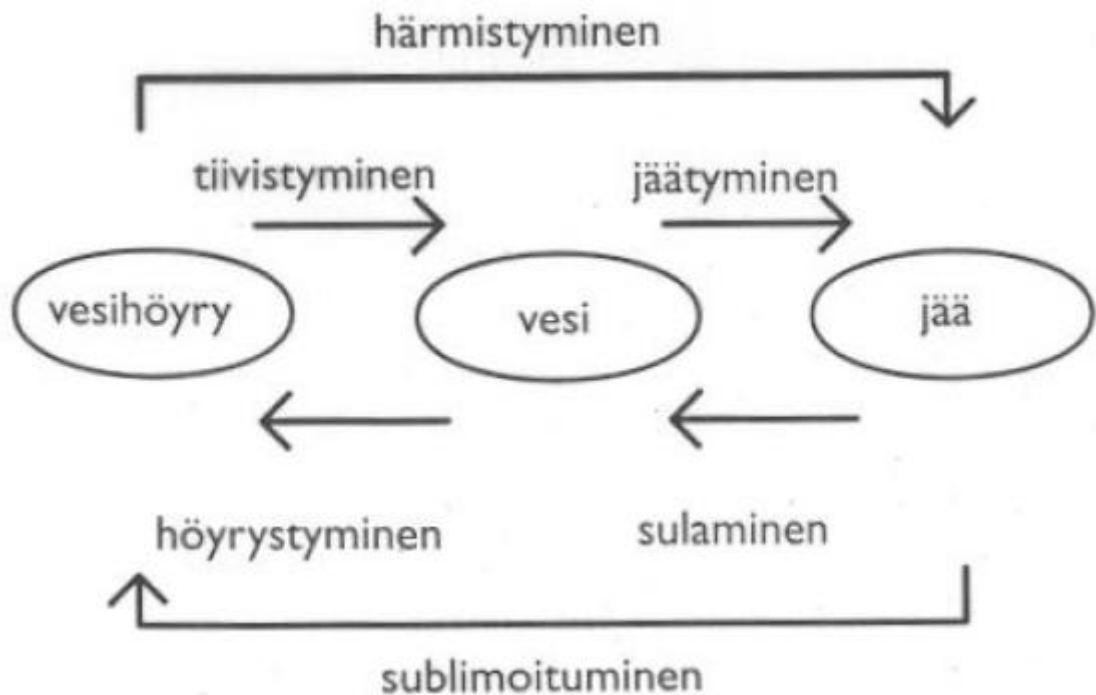 härmistyminen
tiivistyminen jäätyminen
vesihöyry vesi jää
höyrystyminen sulaminen
sublimoituminen